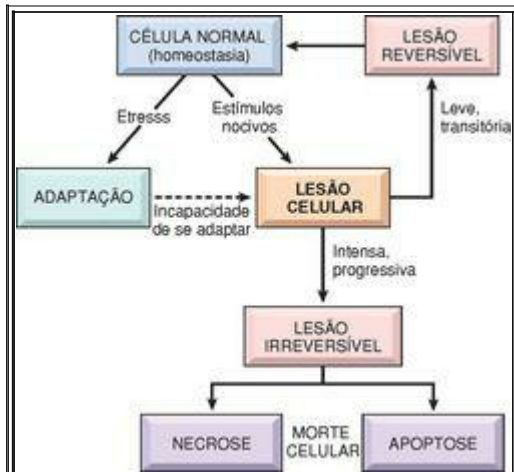 CÉLULA NORMAL
(homeostasia)
LESÃO
REVERSÍVEL
Etresss
Estímulos
nocivos
Leve,
transitória
ADAPTAÇÃO
Incapacidade
de se adaptar
LESÃO
CELULAR
Intensa,
progressiva
LESÃO
IRREVERSÍVEL
NECROSE
MORTE
CELULAR
APOPTOSE